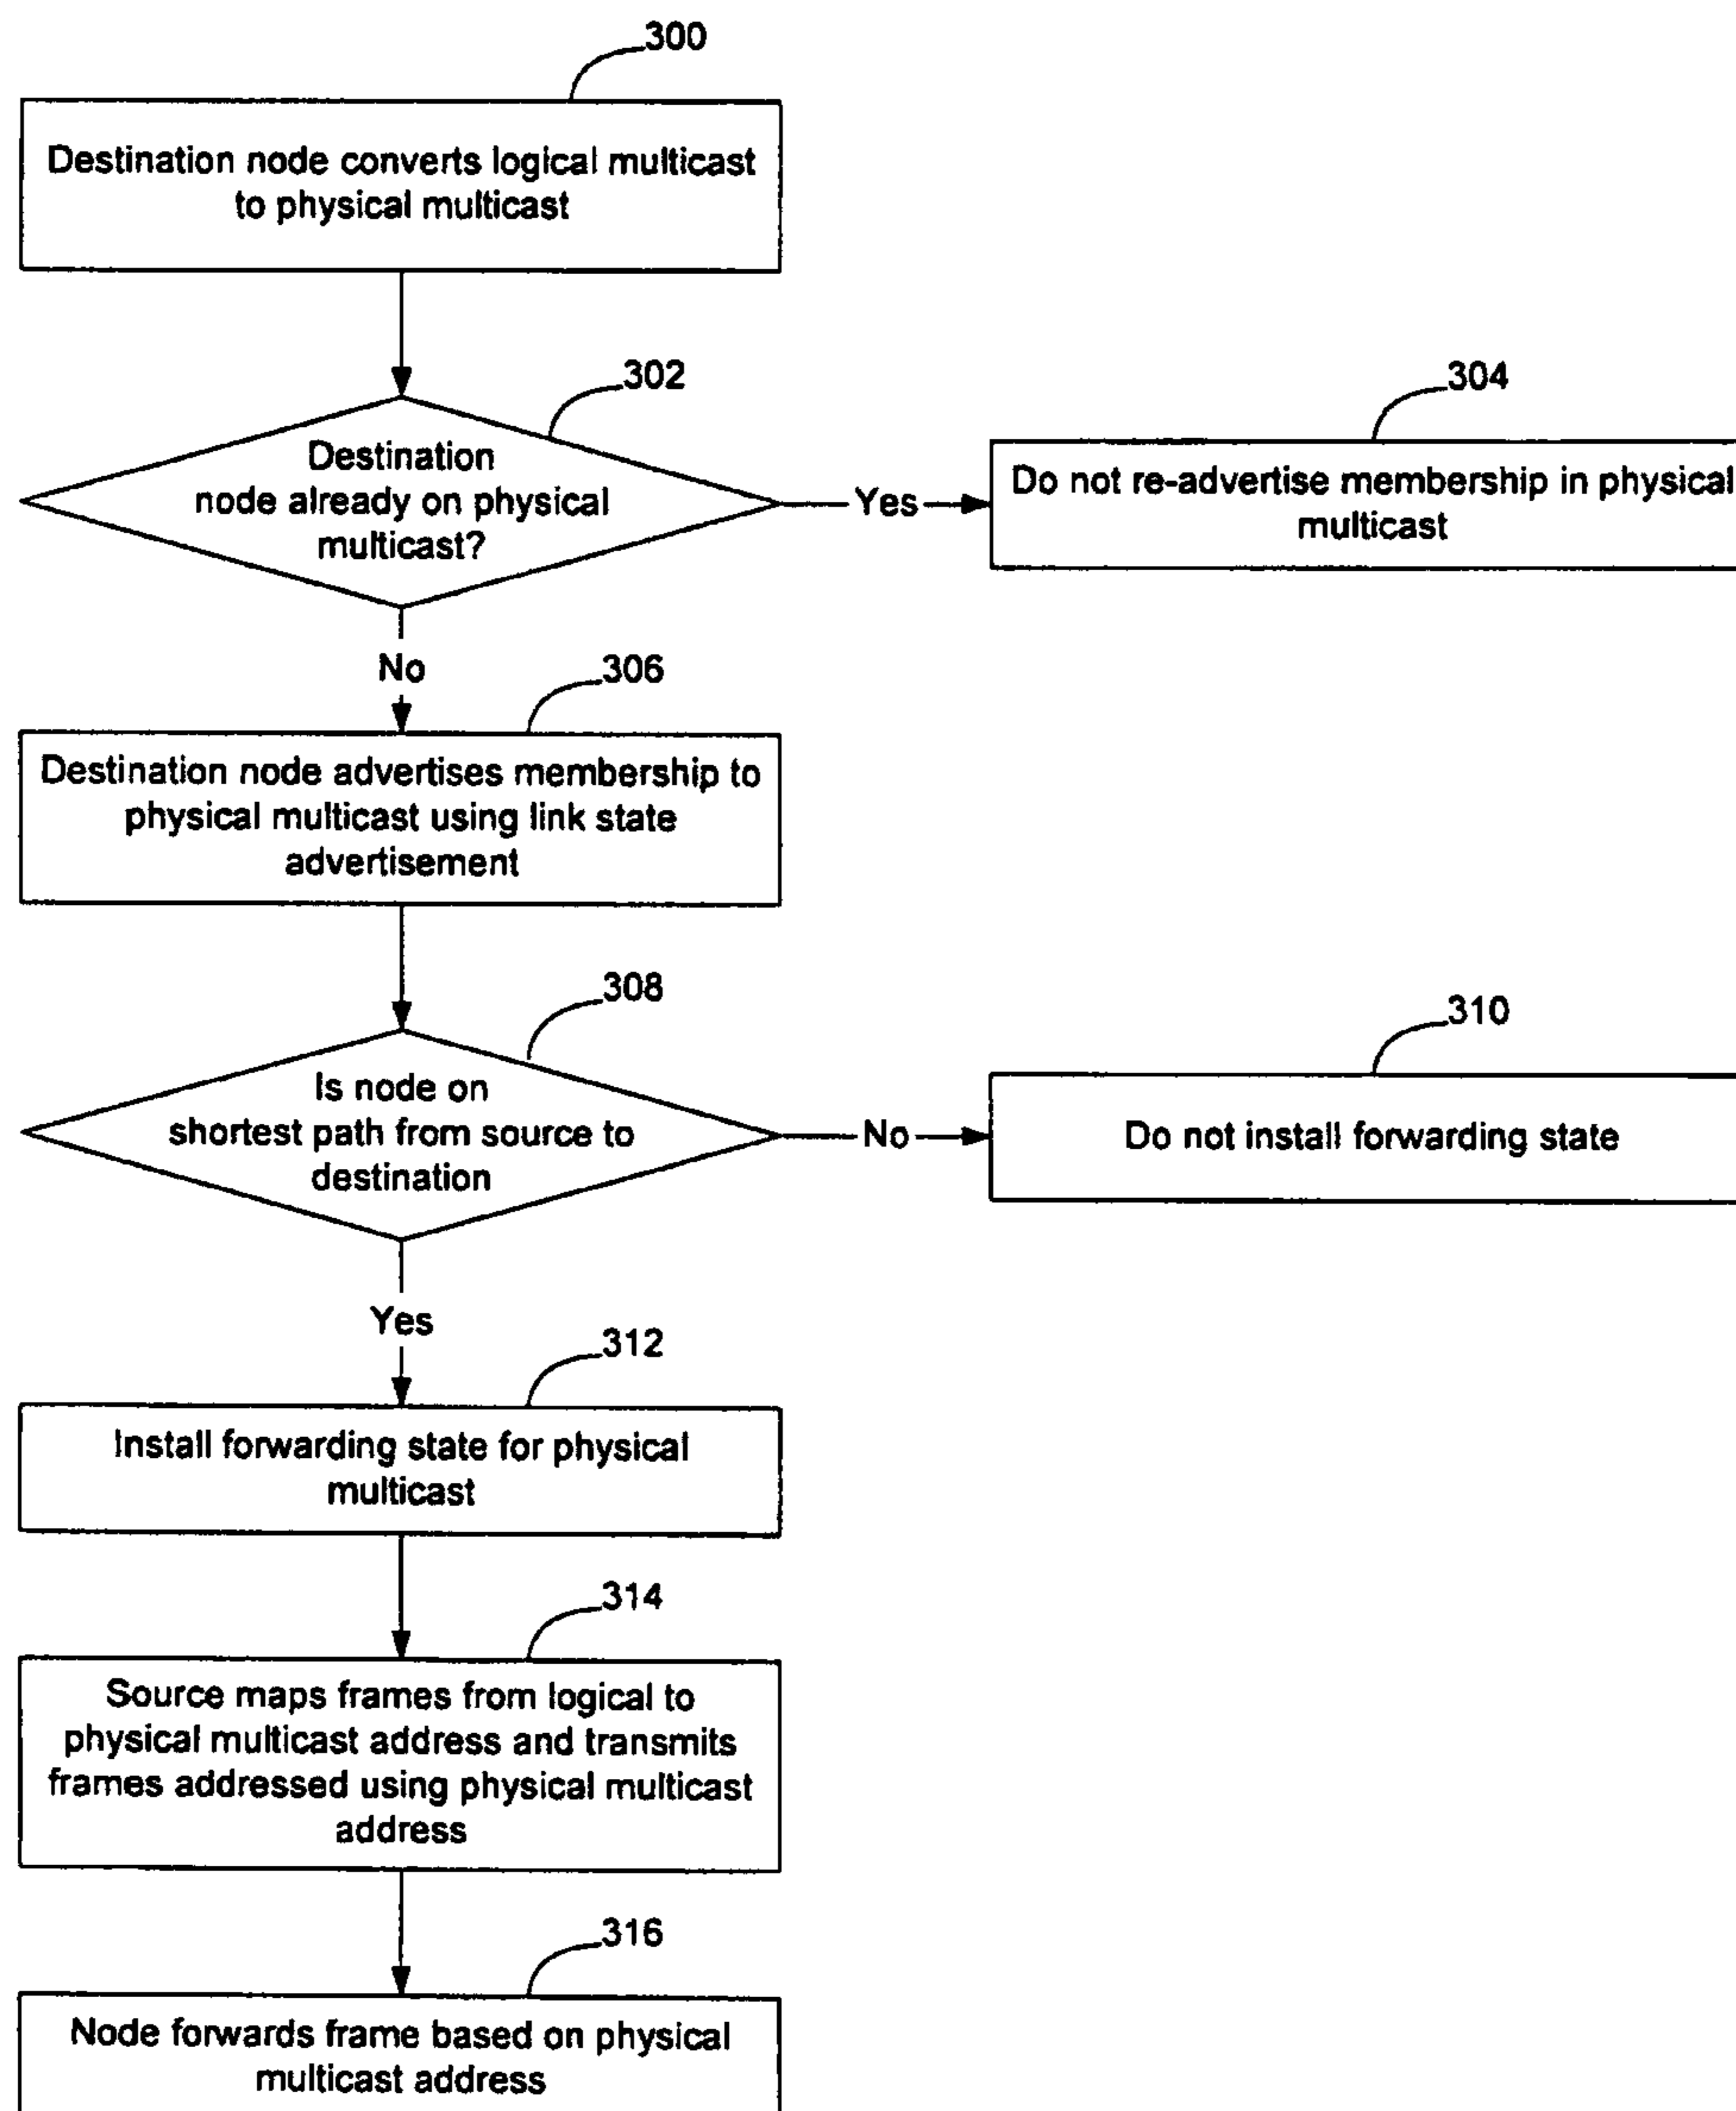 300
Destination node converts logical multicast
to physical multicast
302
Destination
node already on physical
multicast?
Yes
304
Do not re-advertise membership in physical
multicast
No
306
Destination node advertises membership to
physical multicast using link state
advertisement
308
Is node on
shortest path from source to
destination
No
310
Do not install forwarding state
Yes
312
Install forwarding state for physical
multicast
314
Source maps frames from logical to
physical multicast address and transmits
frames addressed using physical multicast
address
316
Node forwards frame based on physical
multicast address